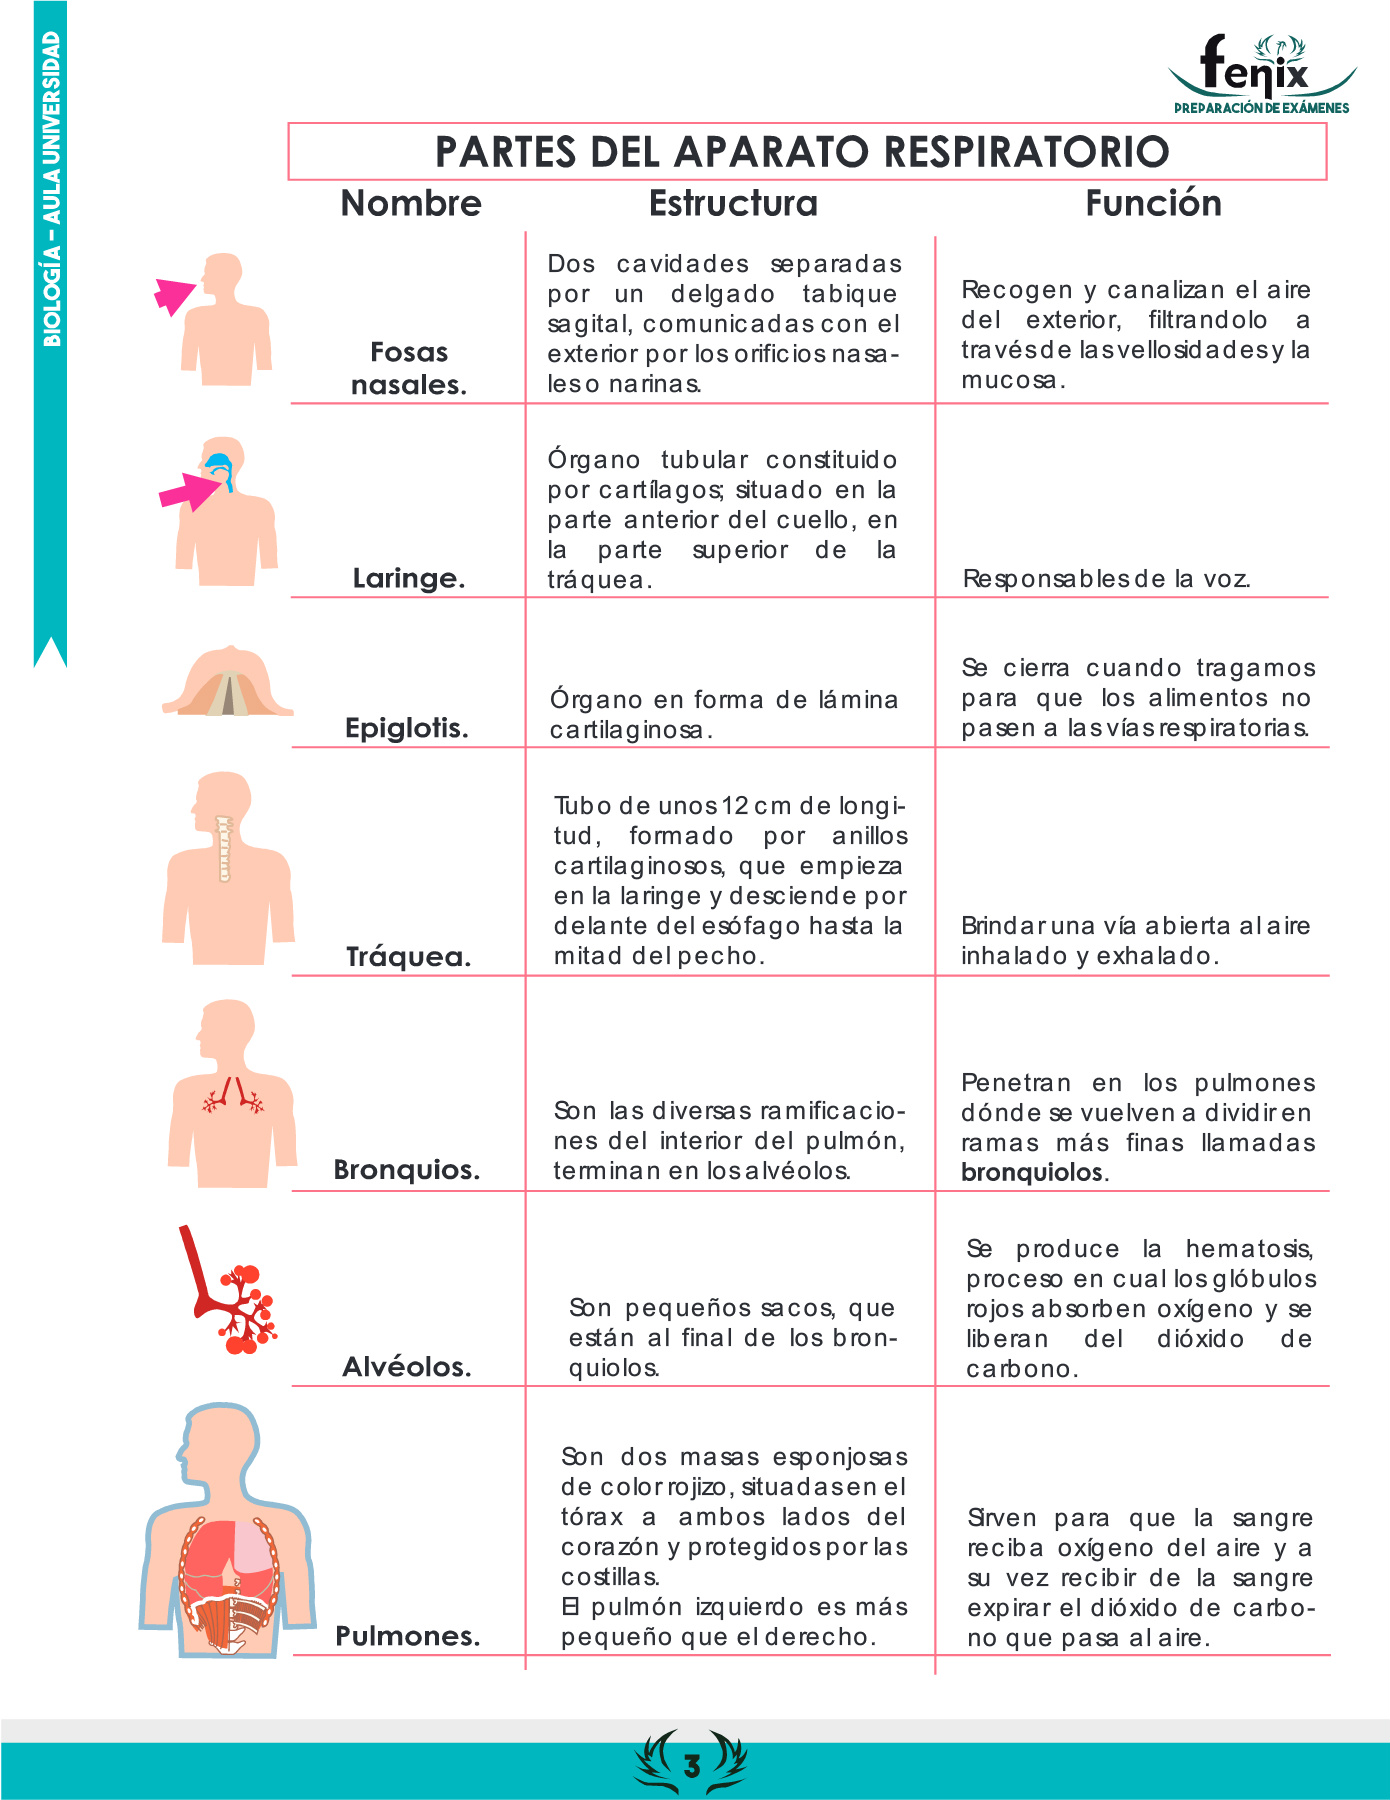 BIOLOGÍA - AULA UNIVERSIDAD
fenix
PREPARACIÓN DE EXÁMENES
PARTES DEL APARATO RESPIRATORIO
Nombre
Estructura
Función
Fosas
nasales.
Dos cavidades separadas
por un delgado tabique
sagital, comunicadas con el
exterior por los orificios nasa-
les o narinas.
Recogen y canalizan el aire
del exterior, filtrandolo a
través de las vellosidades y la
mucosa.
Laringe.
Órgano tubular constituido
por cartílagos; situado en la
parte anterior del cuello, en
la parte superior de la
tráquea.
Responsables de la voz.
Epiglotis.
Órgano en forma de lámina
cartilaginosa.
Se cierra cuando tragamos
para que los alimentos no
pasen a las vías respiratorias.
Tráquea.
Tubo de unos 12 cm de longi-
tud, formado por anillos
cartilaginosos, que empieza
en la laringe y desciende por
delante del esófago hasta la
mitad del pecho.
Brindar una vía abierta al aire
inhalado y exhalado.
Bronquios.
Son las diversas ramificacio-
nes del interior del pulmón,
terminan en los alvéolos.
Penetran en los pulmones
dónde se vuelven a dividir en
ramas más finas llamadas
bronquiolos.
Alvéolos.
Son pequeños sacos, que
están al final de los bron-
quiolos.
Se produce la hematosis,
proceso en cual los glóbulos
rojos absorben oxígeno y se
liberan del dióxido de
carbono.
Pulmones.
Son dos masas esponjosas
de color rojizo, situadas en el
tórax a ambos lados del
corazón y protegidos por las
costillas.
El pulmón izquierdo es más
pequeño que el derecho.
Sirven para que la sangre
reciba oxígeno del aire y a
su vez recibir de la sangre
expirar el dióxido de carbo-
no que pasa al aire.
3